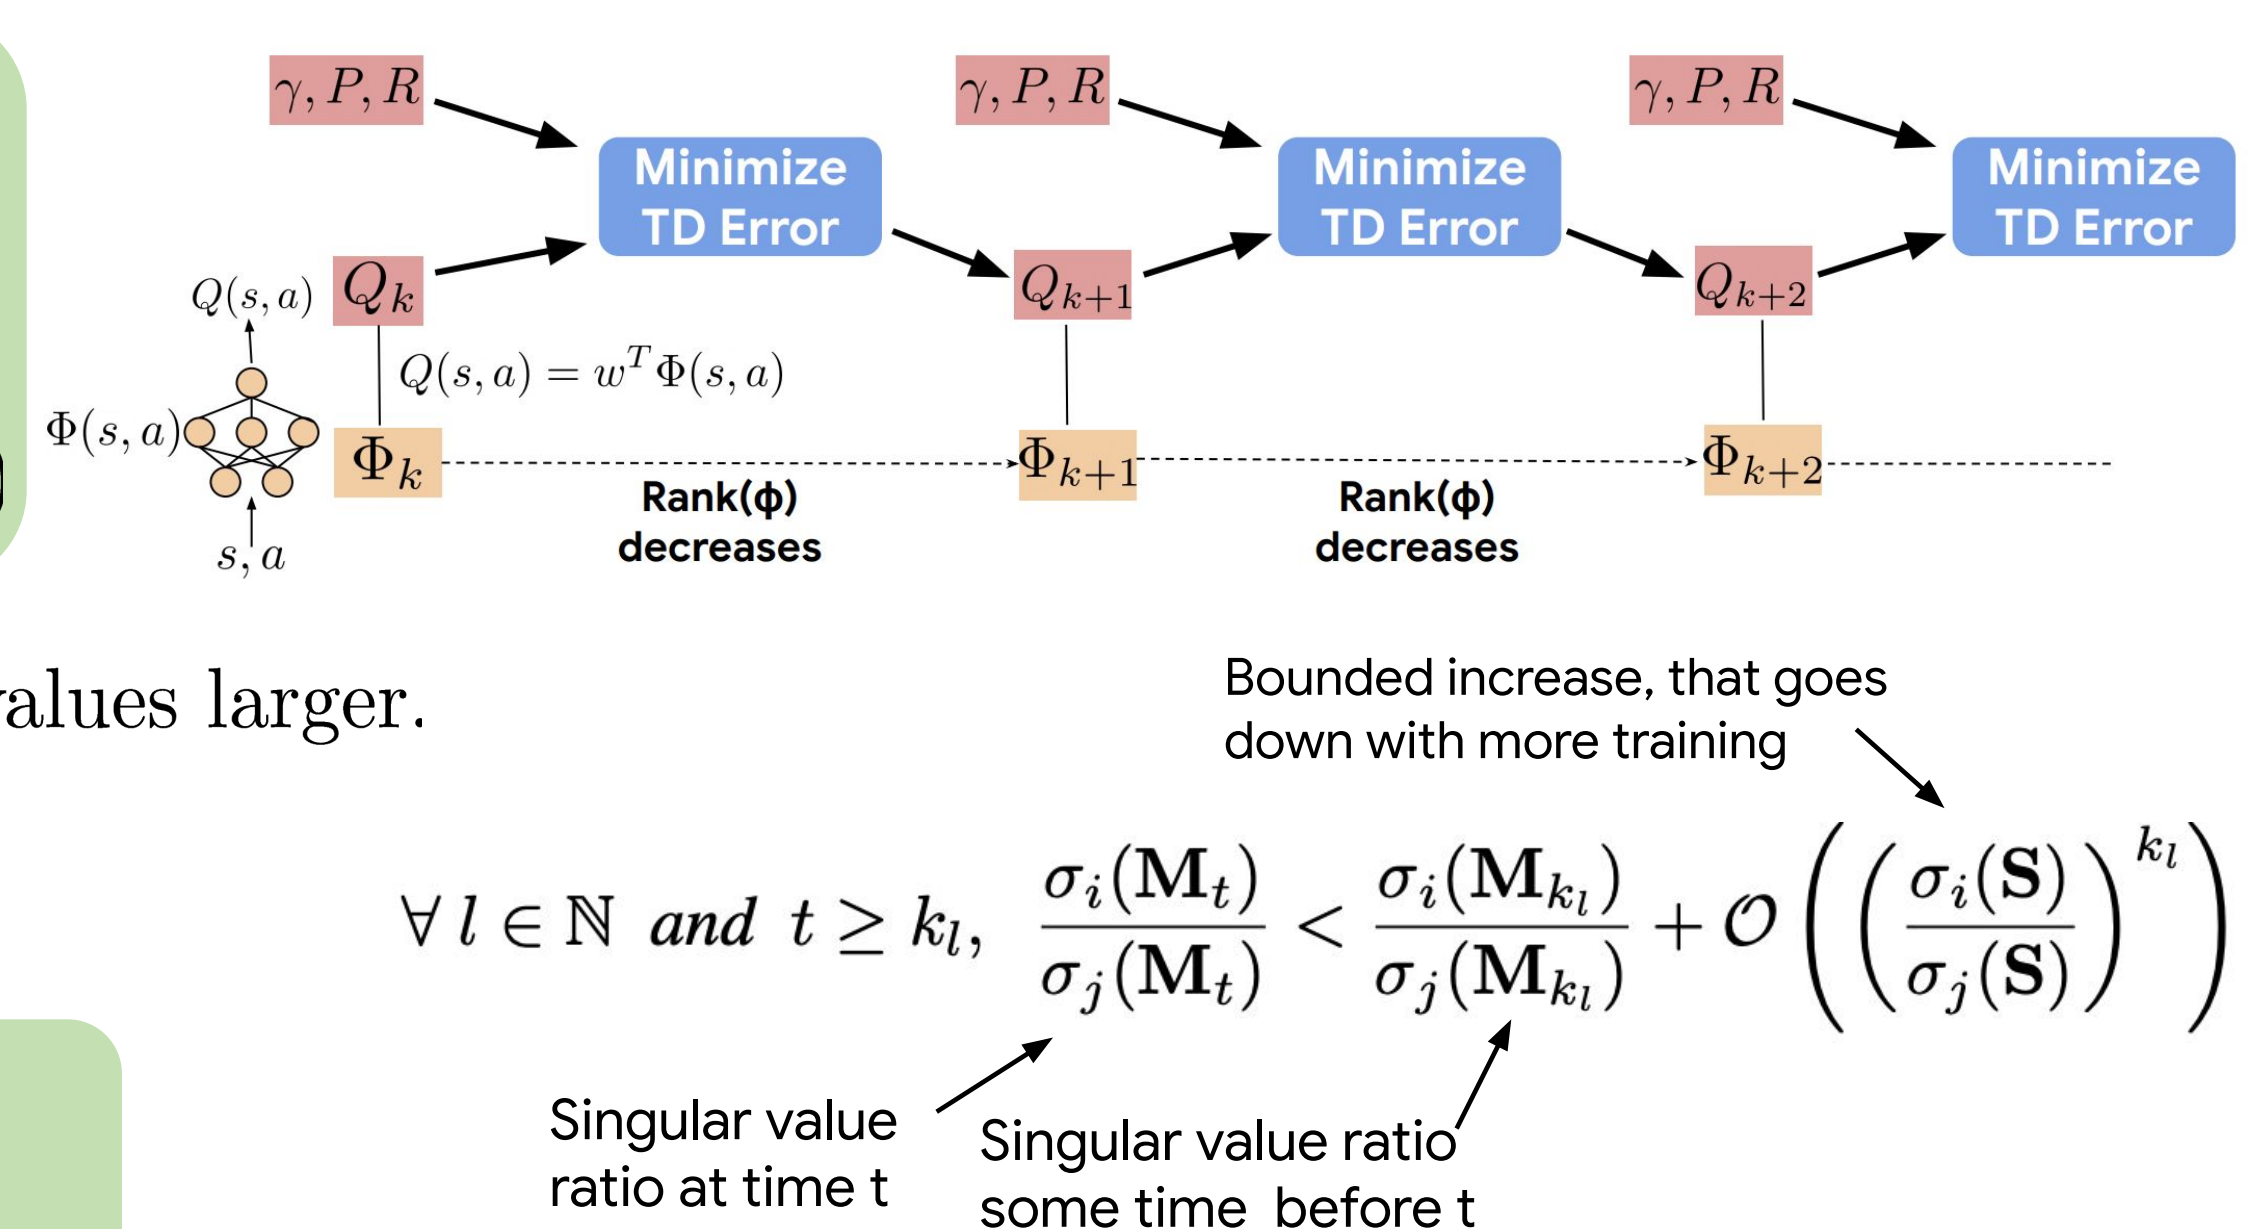 γ, P, R
γ, P, R
γ, P, R
Minimize
TD Error
Minimize
TD Error
Minimize
TD Error
Q(s, a)
Q_k
Q_{k+1}
Q_{k+2}
Q(s, a) = w^T Φ(s, a)
Φ(s, a)
Φ_k
Φ_{k+1}
Φ_{k+2}
Rank(ϕ)
decreases
Rank(ϕ)
decreases
s, a
values larger.
Bounded increase, that goes
down with more training
∀ l ∈ ℕ and t ≥ k_l, σ_i(M_t)/σ_j(M_t) < σ_i(M_{k_l})/σ_j(M_{k_l}) + 𝒪((σ_i(S)/σ_j(S))^{k_l})
Singular value
ratio at time t
Singular value ratio
some time before t